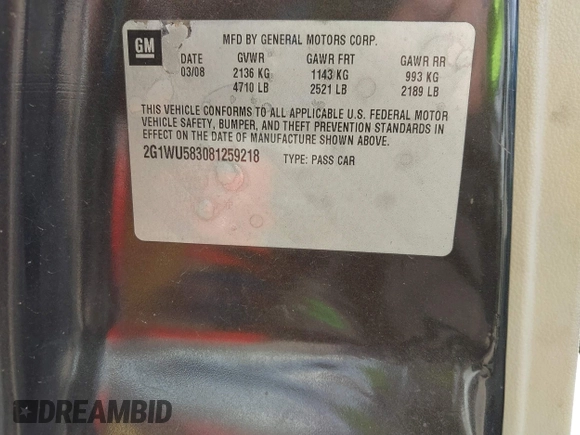 GM
MFD BY GENERAL MOTORS CORP.
DATE GVWR GAWR FRT GAWR RR
03/08 2136 KG 1143 KG 993 KG
4710 LB 2521 LB 2189 LB
THIS VEHICLE CONFORMS TO ALL APPLICABLE U.S. FEDERAL MOTOR
VEHICLE SAFETY, BUMPER, AND THEFT PREVENTION STANDARDS IN
EFFECT ON THE DATE OF MANUFACTURE SHOWN ABOVE.
2G1WU583081259218 TYPE: PASS CAR
DREAMBID